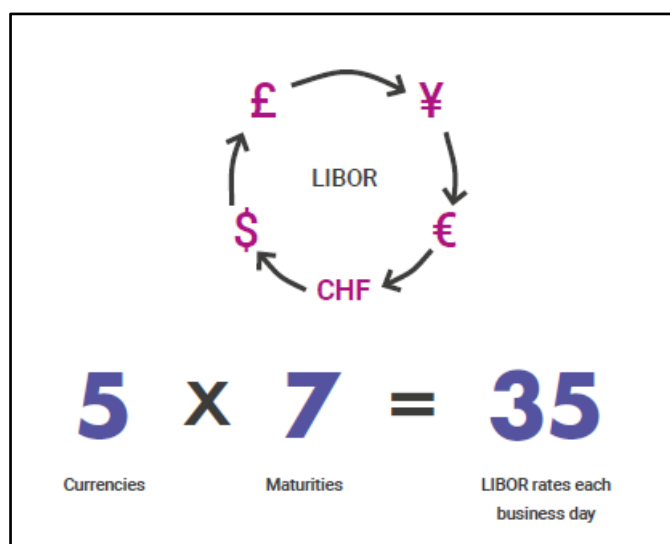 £ ¥
LIBOR
$ €
CHF
5 X 7 = 35
Currencies Maturities LIBOR rates each
business day